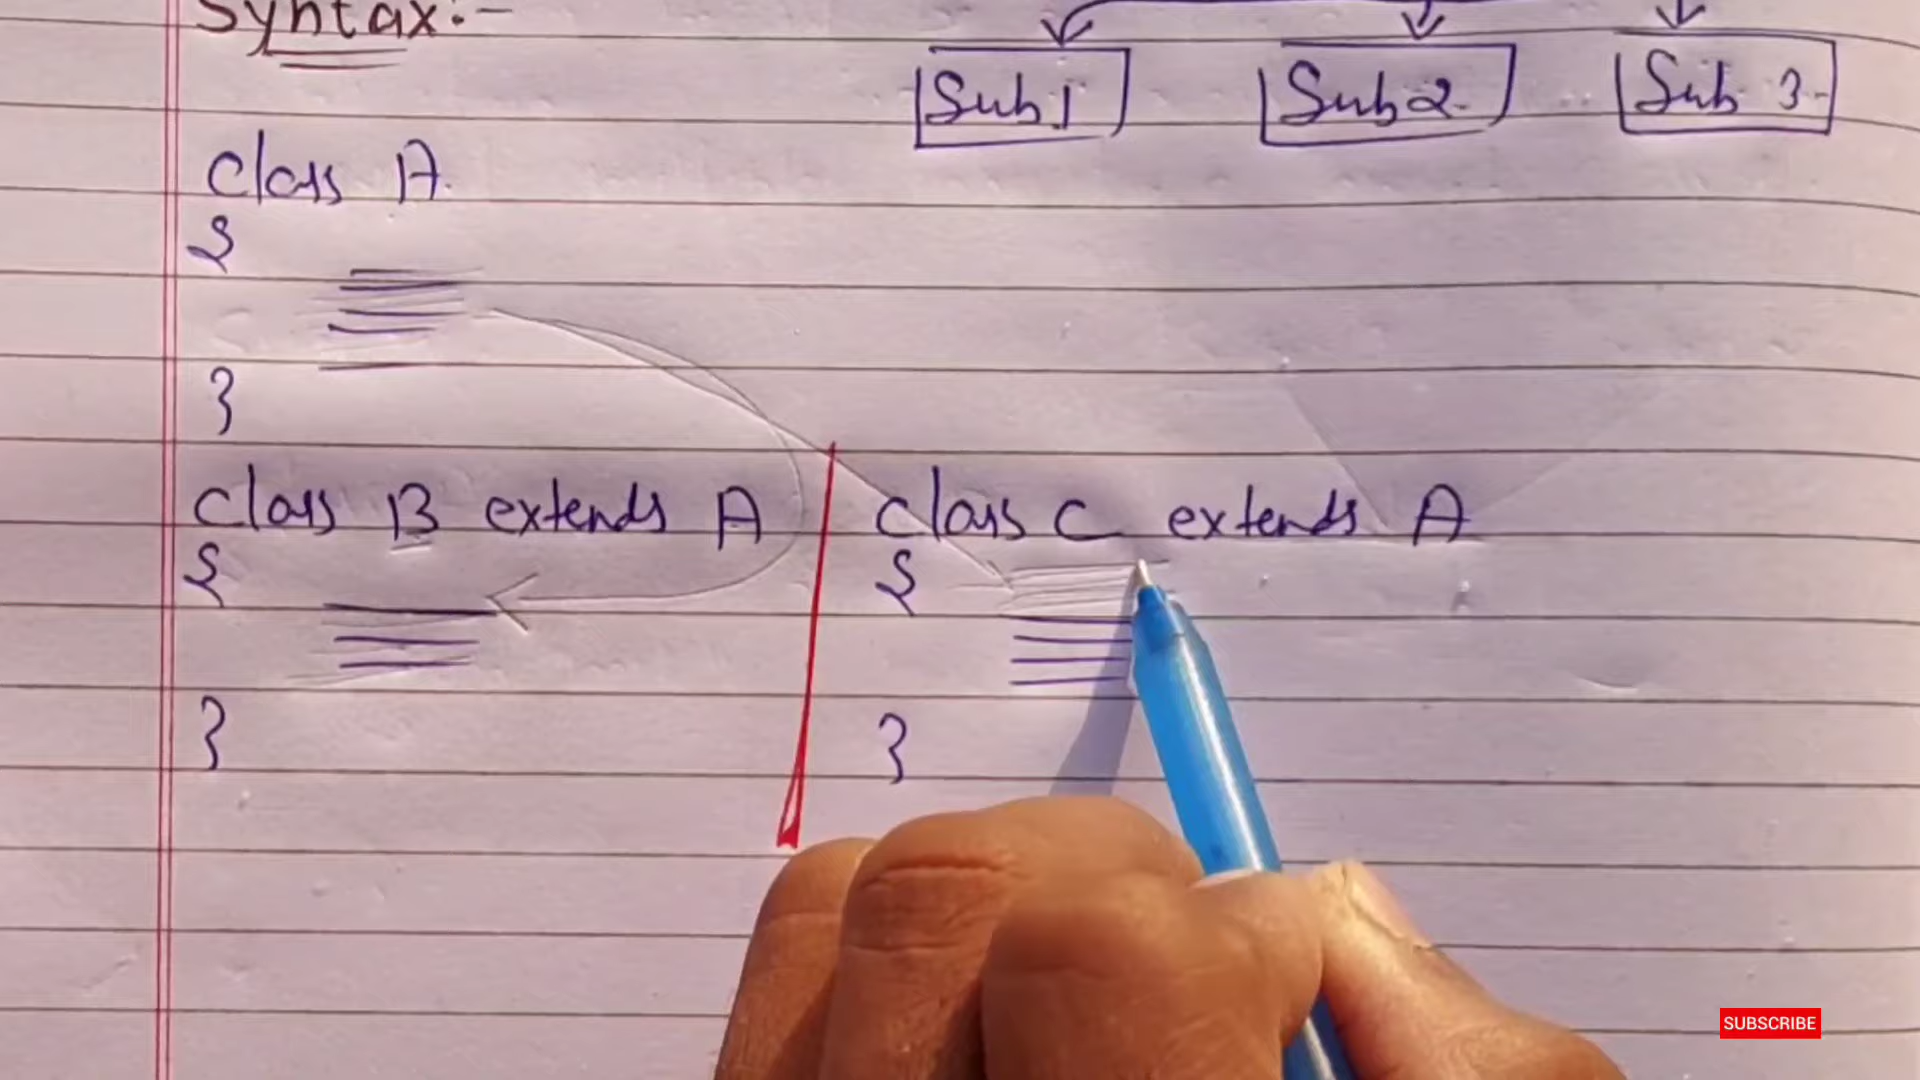 Syntax:-
Sub 1 Sub 2. Sub 3.
Class A.
{
}
Class B extends A
{
}
Class C extends A
{
}
SUBSCRIBE